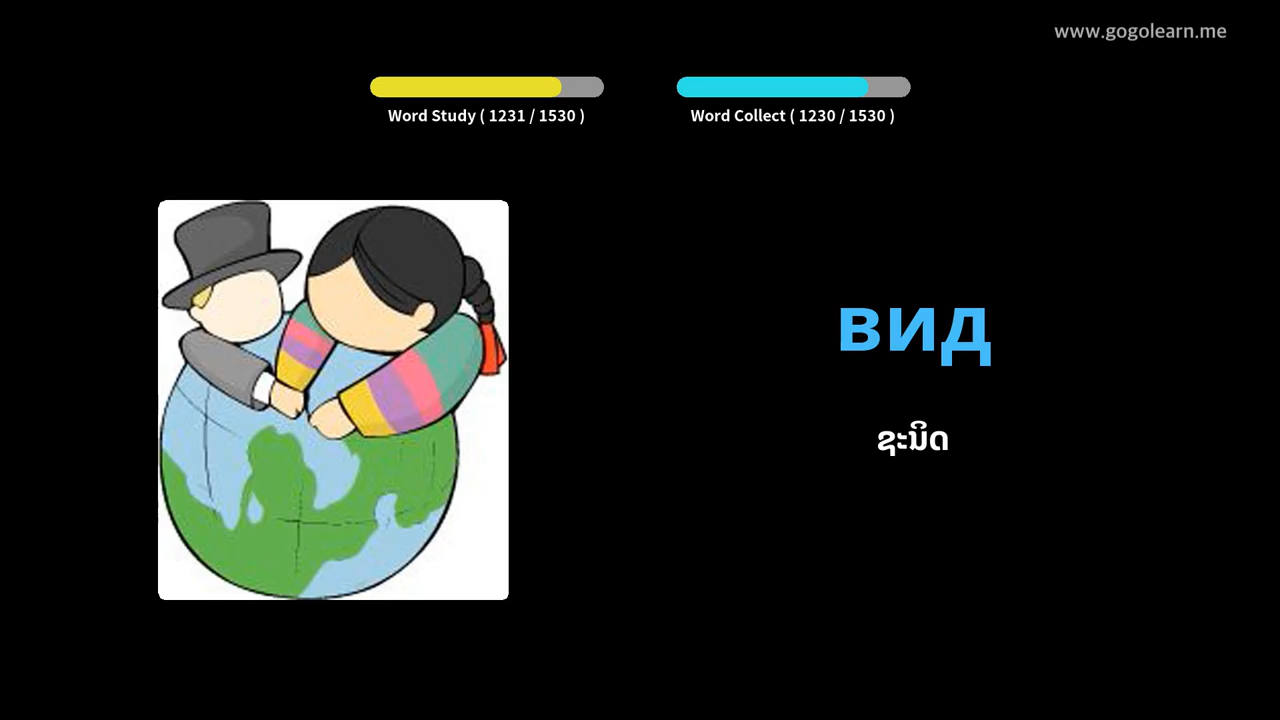 www.gogolearn.me
Word Study ( 1231 / 1530 )
Word Collect ( 1230 / 1530 )
вид
ຊະນິດ